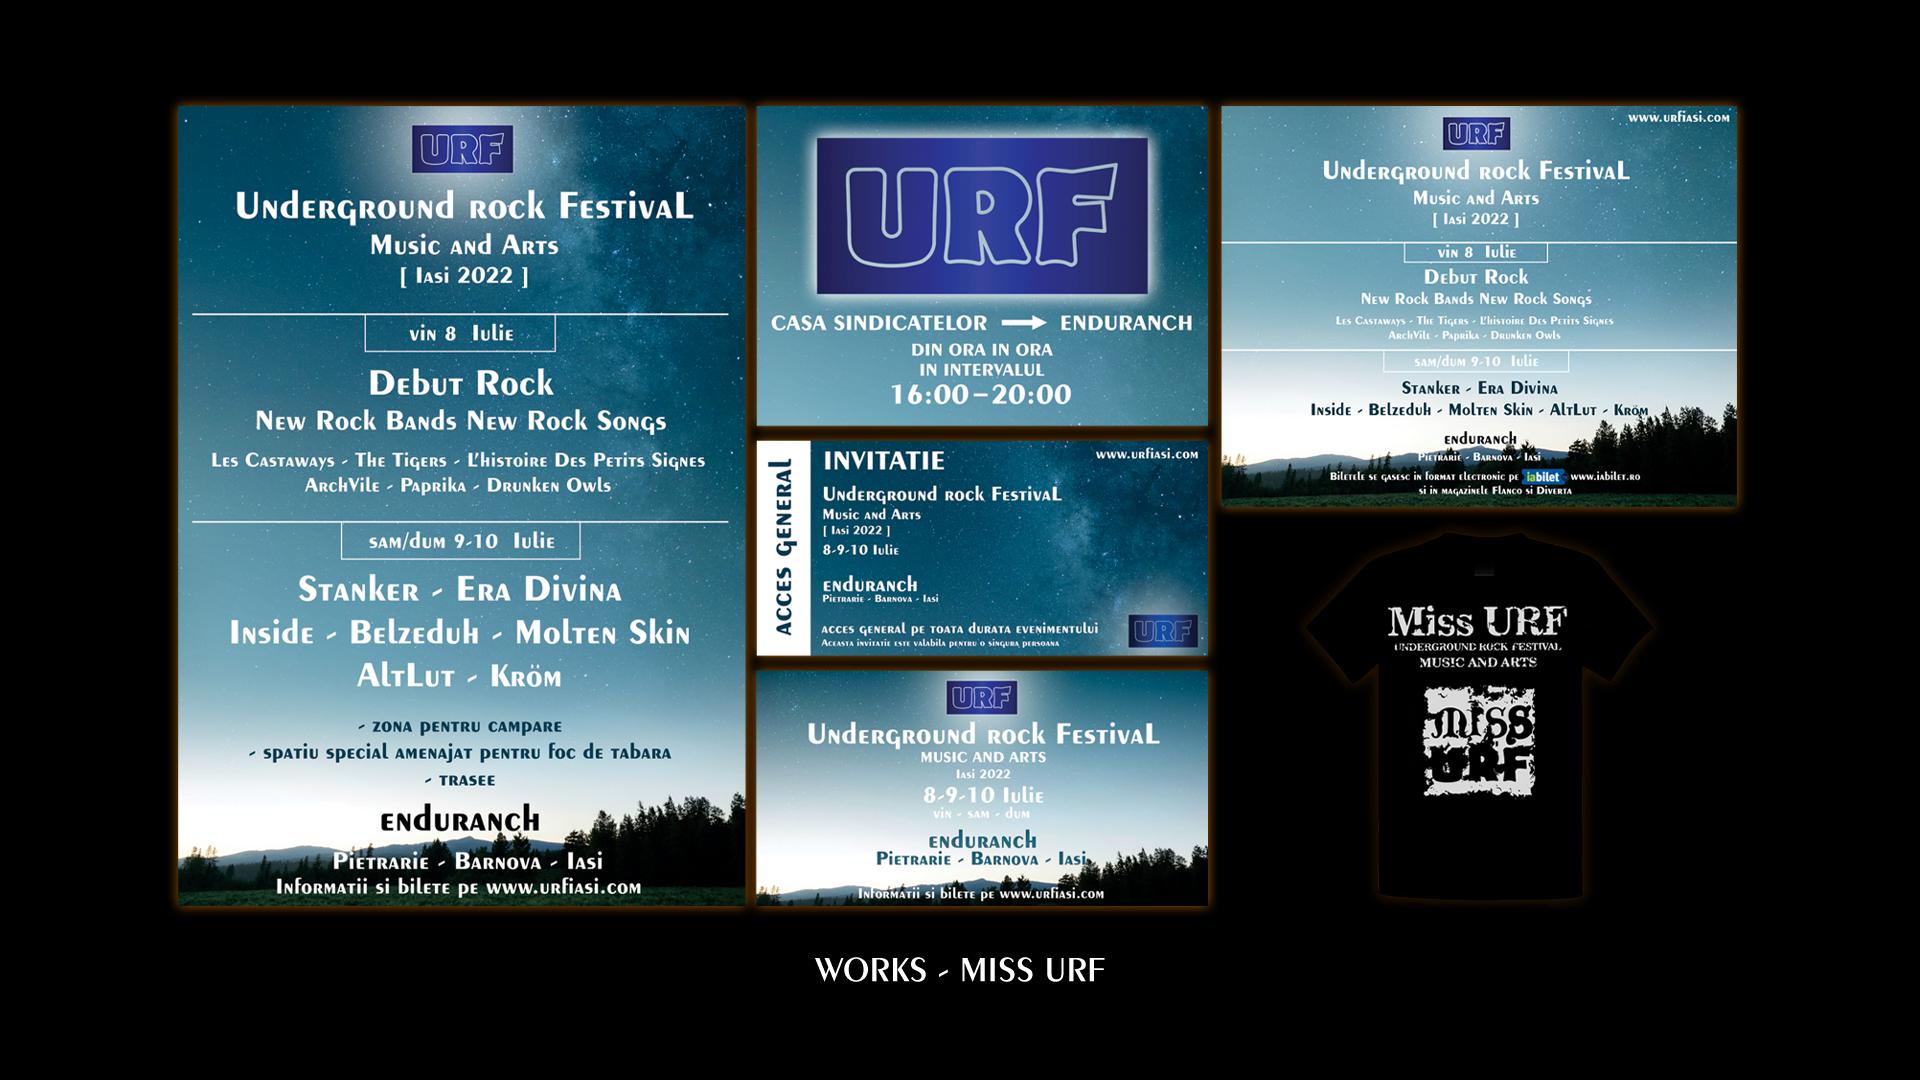 URF
Underground rock Festival
Music and Arts
[ Iasi 2022 ]
vin 8 Iulie
Debut Rock
New Rock Bands New Rock Songs
Les Castaways - The Tigers - L'histoire Des Petits Signes
ArchVile - Paprika - Drunken Owls
sam/dum 9-10 Iulie
Stanker - Era Divina
Inside - Belzeduh - Molten Skin
AltLut - Kröm
- zona pentru campare
- spatiu special amenajat pentru foc de tabara
- trasee
enduranch
Pietrarie - Barnova - Iasi
Informatii si bilete pe www.urfiasi.com
URF
CASA SINDICATELOR → ENDURANCH
DIN ORA IN ORA
IN INTERVALUL
16:00–20:00
ACCES GENERAL
INVITATIE
www.urfiasi.com
Underground rock Festival
Music and Arts
[ Iasi 2022 ]
8-9-10 Iulie
enduranch
Pietrarie - Barnova - Iasi
acces general pe toata durata evenimentului
Aceasta invitatie este valabila pentru o singura persoana
URF
URF
Underground rock Festival
MUSIC AND ARTS
Iasi 2022
8-9-10 Iulie
vin - sam - dum
enduranch
Pietrarie - Barnova - Iasi
Informatii si bilete pe www.urfiasi.com
www.urfiasi.com
URF
Underground rock Festival
Music and Arts
[ Iasi 2022 ]
vin 8 Iulie
Debut Rock
New Rock Bands New Rock Songs
Les Castaways - The Tigers - L'histoire Des Petits Signes
ArchVile - Paprika - Drunken Owls
sam/dum 9-10 Iulie
Stanker - Era Divina
Inside - Belzeduh - Molten Skin - AltLut - Kröm
enduranch
Pietrarie - Barnova - Iasi
Biletele se gasesc in format electronic pe iabilet - www.iabilet.ro
si in magazinele Flanco si Diverta
Miss URF
UNDERGROUND ROCK FESTIVAL
MUSIC AND ARTS
miss
URF
WORKS - MISS URF